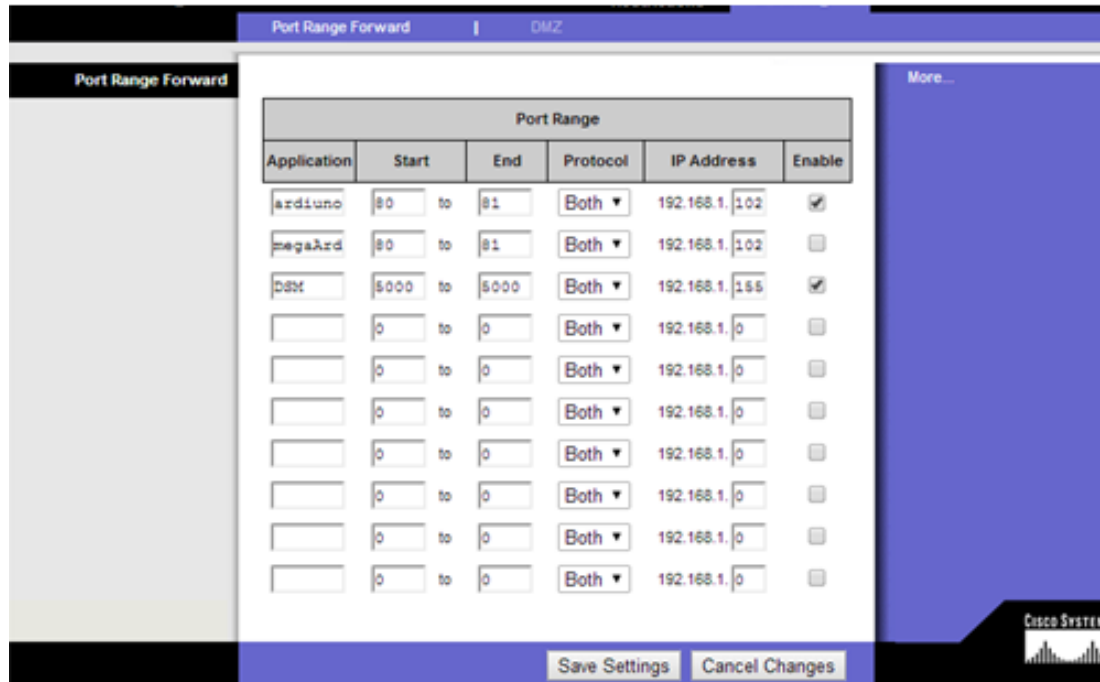 Port Range Forward | DMZ
Port Range Forward
More...
Port Range
Application Start End Protocol IP Address Enable
ardiuno 80 to 81 Both 192.168.1. 102
megaArd 80 to 81 Both 192.168.1. 102
DSM 5000 to 5000 Both 192.168.1. 155
0 to 0 Both 192.168.1. 0
0 to 0 Both 192.168.1. 0
0 to 0 Both 192.168.1. 0
0 to 0 Both 192.168.1. 0
0 to 0 Both 192.168.1. 0
0 to 0 Both 192.168.1. 0
0 to 0 Both 192.168.1. 0
CISCO
Save Settings Cancel Changes